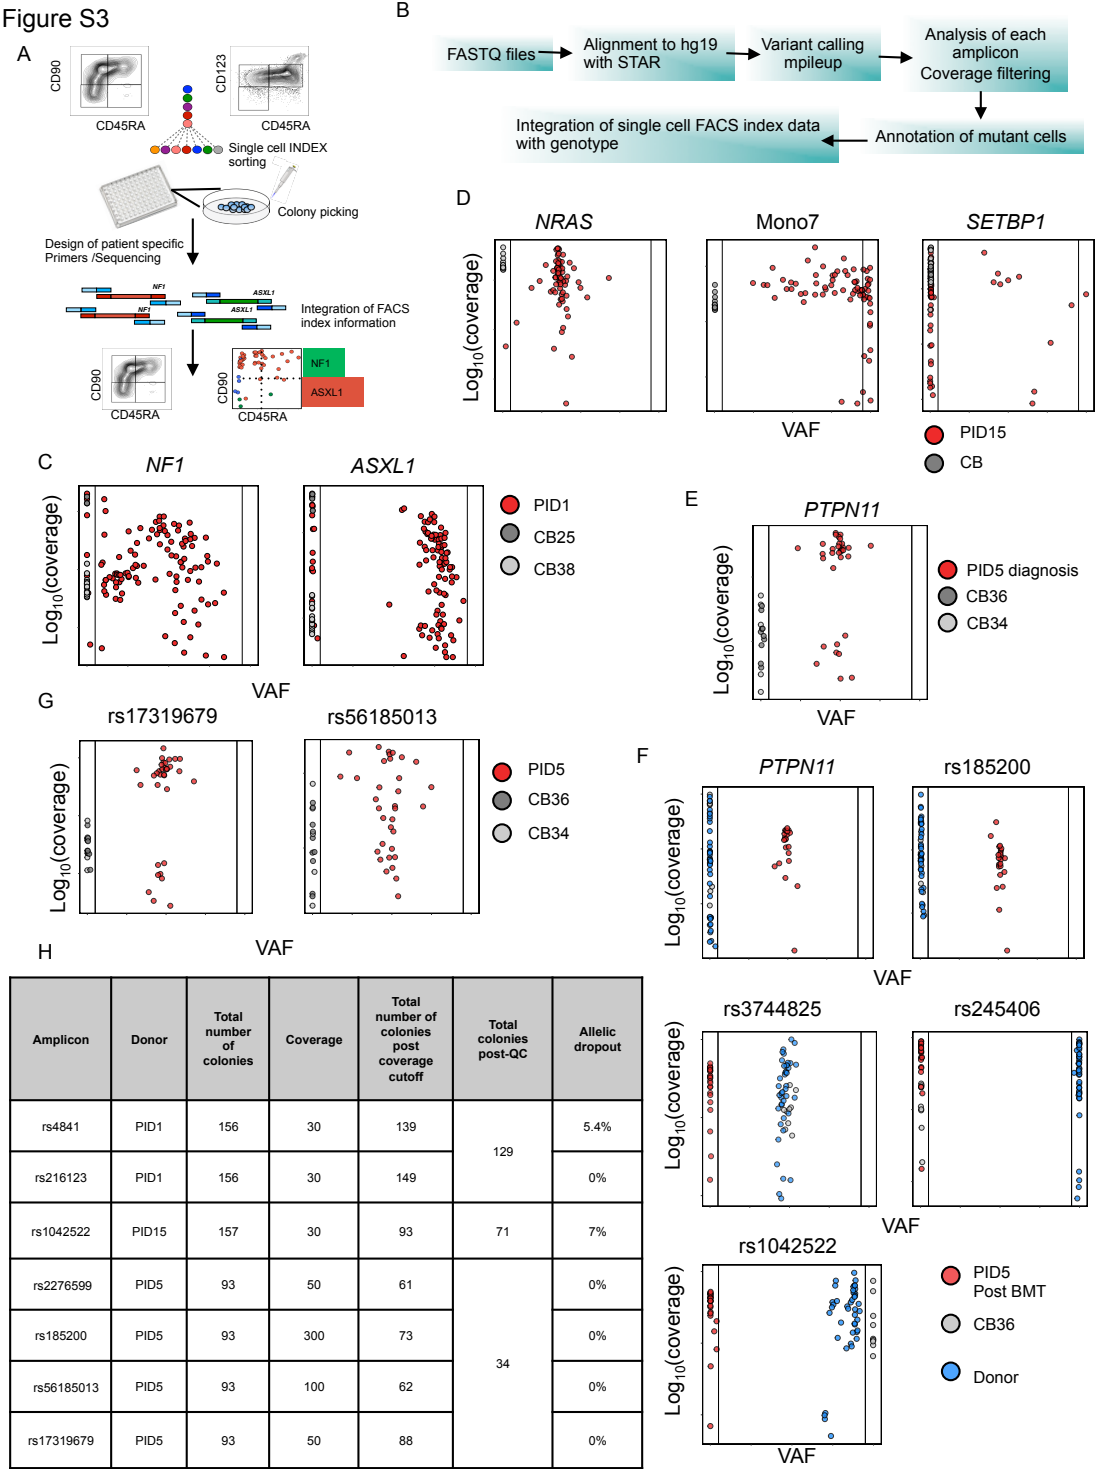 Figure S3
A
CD90
CD45RA
CD123
CD45RA
Single cell INDEX
sorting
Colony picking
Design of patient specific
Primers /Sequencing
NF1
NF1
ASXL1
ASXL1
Integration of FACS
index information
CD90
CD45RA
CD90
CD45RA
NF1
ASXL1
B
FASTQ files
Alignment to hg19
with STAR
Variant calling
mpileup
Analysis of each
amplicon
Coverage filtering
Annotation of mutant cells
Integration of single cell FACS index data
with genotype
C
NF1
ASXL1
Log10(coverage)
VAF
PID1
CB25
CB38
D
NRAS
Mono7
SETBP1
Log10(coverage)
VAF
PID15
CB
E
PTPN11
Log10(coverage)
VAF
PID5 diagnosis
CB36
CB34
F
PTPN11
rs185200
Log10(coverage)
Log10(coverage)
VAF
rs3744825
rs245406
Log10(coverage)
VAF
rs1042522
Log10(coverage)
VAF
PID5
Post BMT
CB36
Donor
G
rs17319679
rs56185013
Log10(coverage)
VAF
PID5
CB36
CB34
H
Amplicon
Donor
Total
number
of
colonies
Coverage
Total
number of
colonies
post
coverage
cutoff
Total
colonies
post-QC
Allelic
dropout
rs4841 PID1 156 30 139 129 5.4%
rs216123 PID1 156 30 149 0%
rs1042522 PID15 157 30 93 71 7%
rs2276599 PID5 93 50 61 34 0%
rs185200 PID5 93 300 73 0%
rs56185013 PID5 93 100 62 0%
rs17319679 PID5 93 50 88 0%